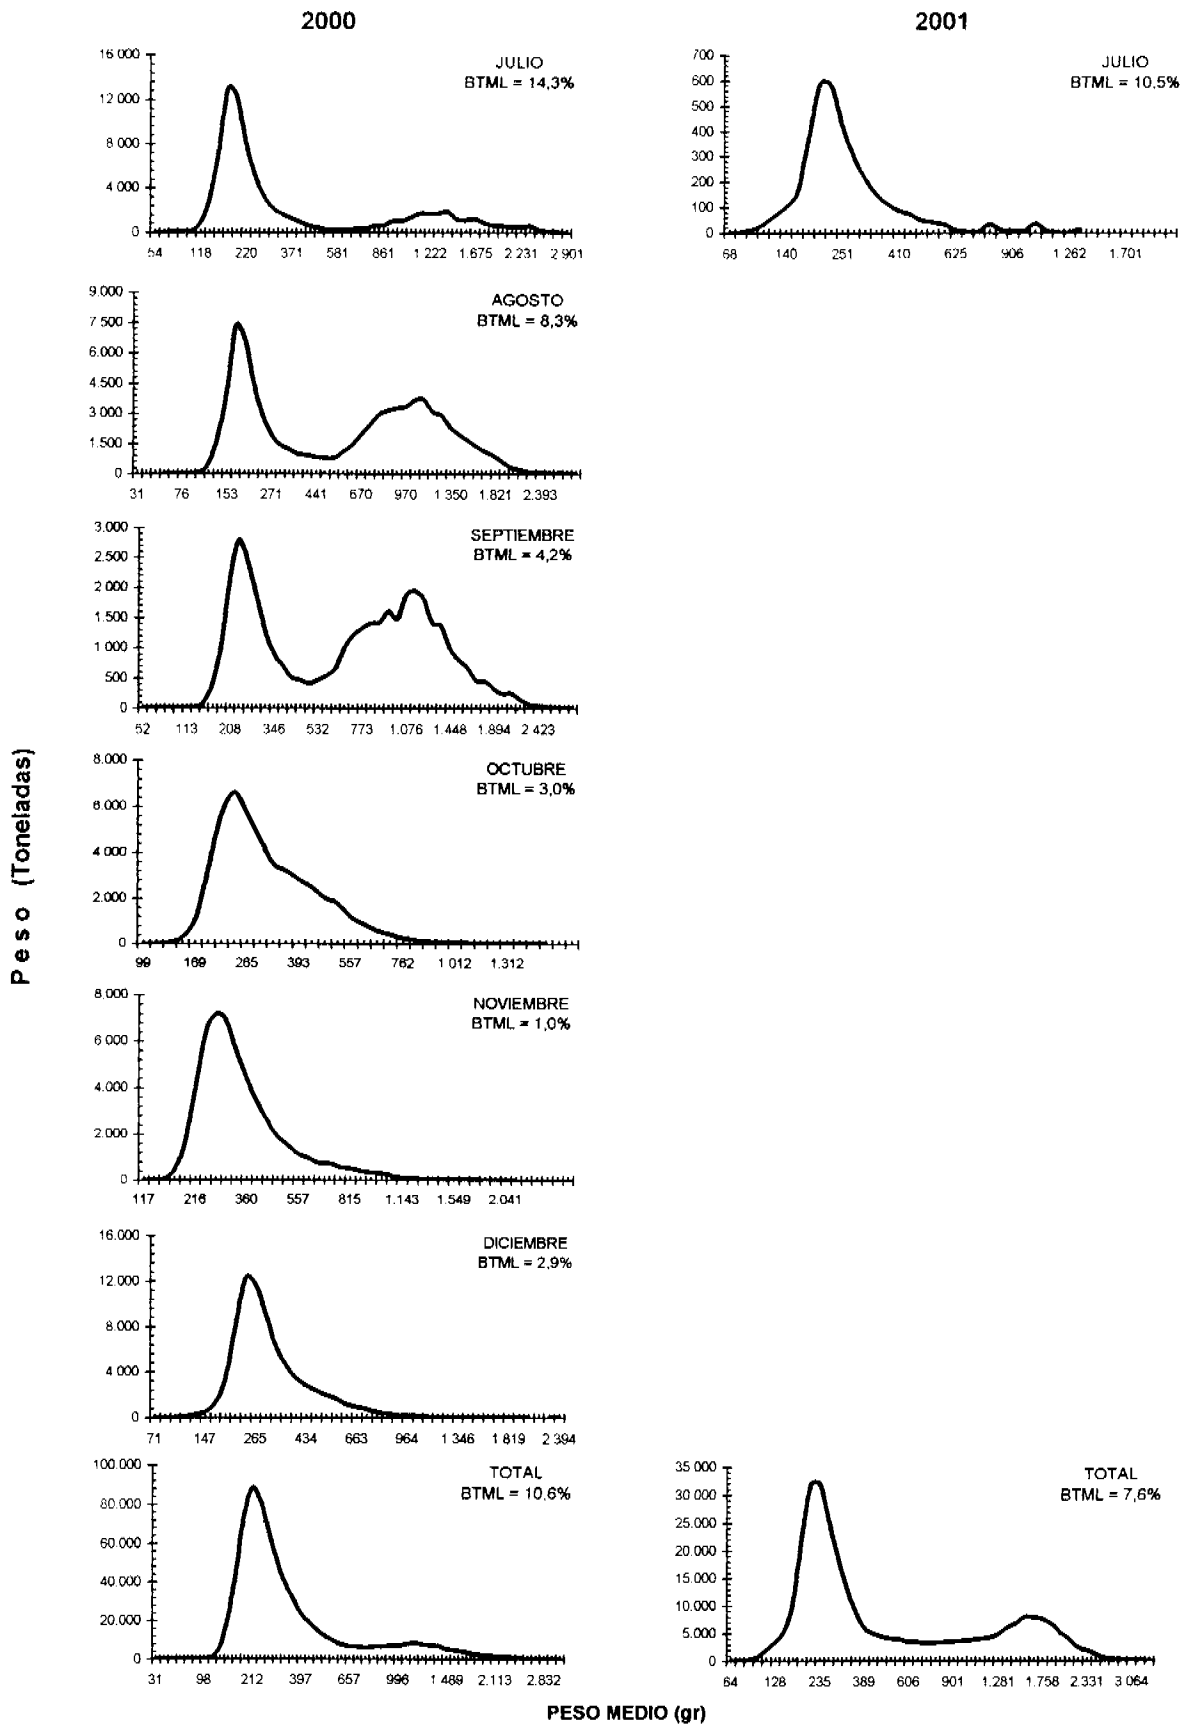 2000
2001
JULIO
BTML = 14,3%
16 000
12 000
8 000
4 000
0
54 118 220 371 581 861 1 222 1 675 2 231 2 901
JULIO
BTML = 10,5%
700
600
500
400
300
200
100
0
68 140 251 410 625 906 1 262 1.701
AGOSTO
BTML = 8,3%
9.000
7 500
6.000
4.500
3 000
1.500
0
31 76 153 271 441 670 970 1 350 1.821 2.393
SEPTIEMBRE
BTML = 4,2%
3.000
2.500
2 000
1.500
1 000
500
0
52 113 208 346 532 773 1.076 1.448 1.894 2 423
OCTUBRE
BTML = 3,0%
8.000
6 000
4 000
2.000
0
99 169 265 393 557 762 1 012 1.312
NOVIEMBRE
BTML = 1,0%
8.000
6 000
4.000
2.000
0
117 216 360 557 815 1.143 1.549 2.041
DICIEMBRE
BTML = 2,9%
16.000
12.000
8 000
4 000
0
71 147 265 434 663 964 1 346 1 819 2 394
TOTAL
BTML = 10,6%
100.000
80.000
60 000
40 000
20.000
0
31 98 212 397 657 996 1 469 2.113 2.832
TOTAL
BTML = 7,6%
35 000
30 000
25.000
20.000
15 000
10.000
5.000
0
64 128 235 389 606 901 1.281 1.758 2 331 3 064
Peso (Toneladas)
PESO MEDIO (gr)